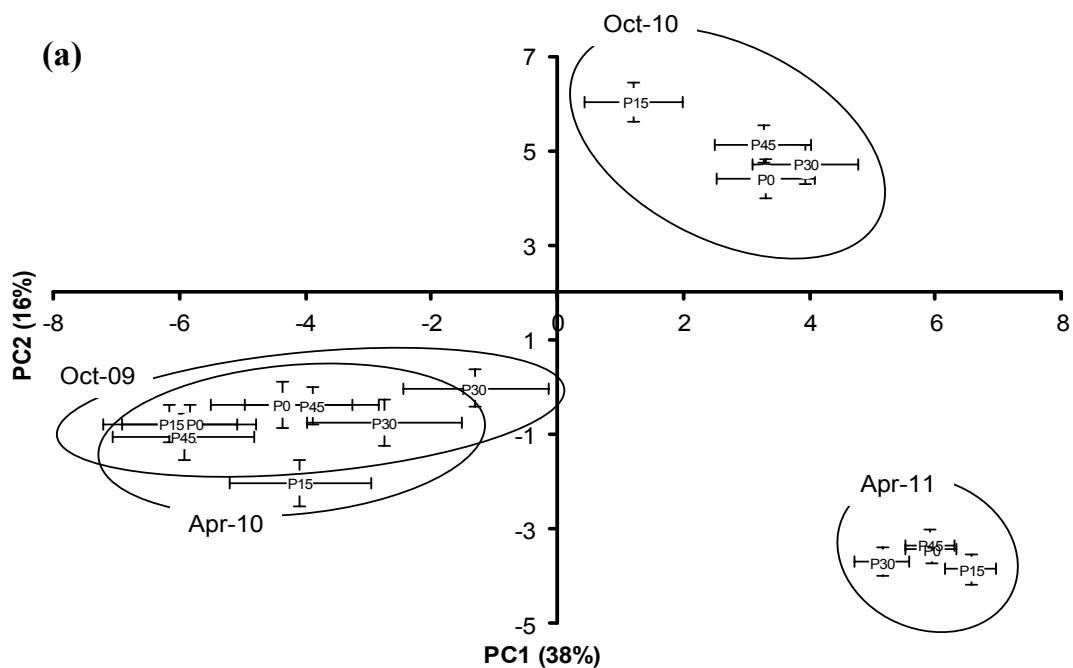 Oct-10
(a)
7
P15
5
P45
P30
P0
3
-8 -6 -4 -2 0 2 4 6 8
PC2 (16%)
1
Oct-09
P30
P0 P45
P15 P0
P30
P45
-1
P15
Apr-10
Apr-11
-3
P45
P0
P30
P15
-5
PC1 (38%)